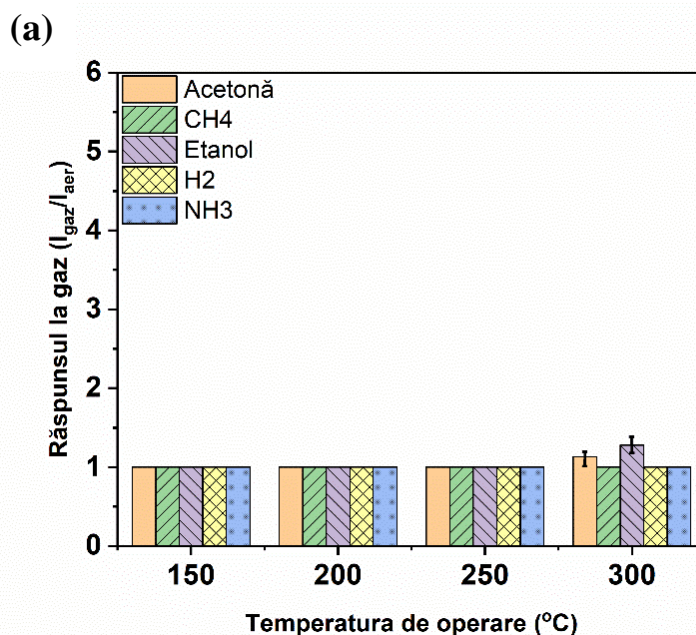 (a)
6
5
4
3
2
1
0
Răspunsul la gaz (Igaz/Iaer)
Acetonă
CH4
Etanol
H2
NH3
150 200 250 300
Temperatura de operare (°C)